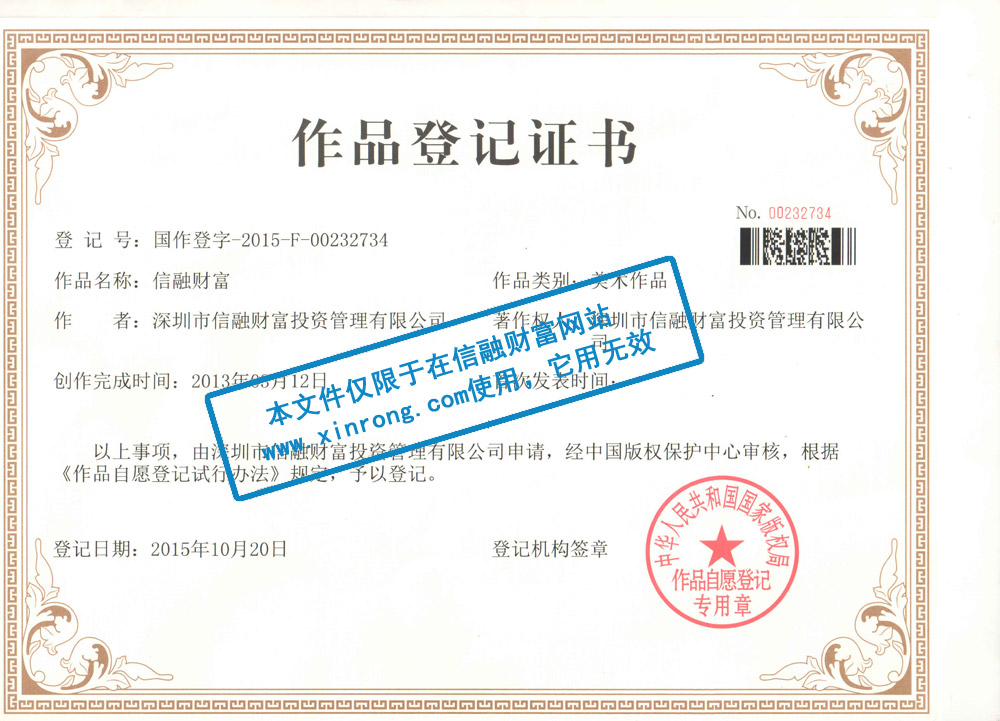 作品登记证书
No. 00232734
登 记 号：国作登字-2015-F-00232734
作品名称：信融财富 作品类别：美术作品
作 者：深圳市信融财富投资管理有限公司 著作权人：深圳市信融财富投资管理有限公
司
创作完成时间：2013年03月12日 首次发表时间：
本文件仅限于在信融财富网站
www.xinrong.com使用，它用无效
以上事项，由深圳市信融财富投资管理有限公司申请，经中国版权保护中心审核，根据
《作品自愿登记试行办法》规定，予以登记。
登记日期：2015年10月20日 登记机构签章
中华人民共和国国家版权局
作品自愿登记
专用章